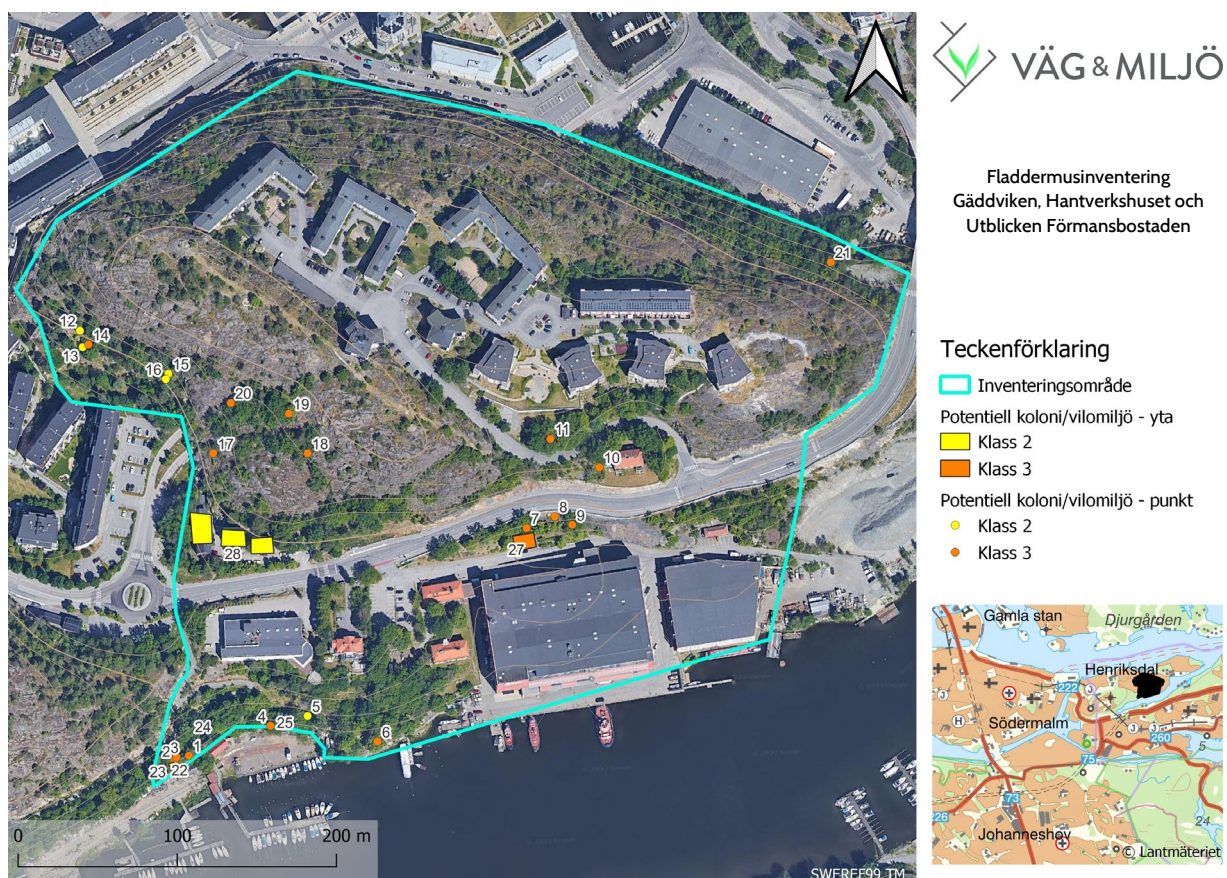 VÄG & MILJÖ
Fladdermusinventering
Gäddviken, Hantverkshuset och
Utblicken Förmansbostaden
Teckenförklaring
Inventeringsområde
Potentiell koloni/vilomiljö - yta
Klass 2
Klass 3
Potentiell koloni/vilomiljö - punkt
Klass 2
Klass 3
21
12
14
13
15
16
20
19
17
18
11
10
8
7
9
27
28
5
4
25
6
24
2
3
1
23
22
0
100
200 m
SWEREF99 TM
Gamla stan
Djurgården
Henriksdal
222
J
J
H
Södermalm
J
J
260
5
75
73
226
24
Johanneshov
© Lantmäteriet